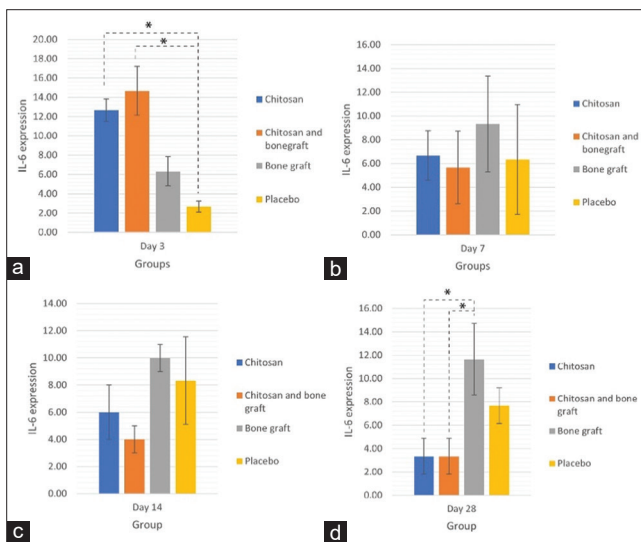 *
*
20.00
18.00
16.00
14.00
12.00
10.00
8.00
6.00
4.00
2.00
0.00
IL-6 expression
Day 3
Groups
Chitosan
Chitosan and
bonegraft
Bone graft
Placebo
a
16.00
14.00
12.00
10.00
8.00
6.00
4.00
2.00
0.00
IL-6 expression
Day 7
Groups
Chitosan
Chitosan and
bonegraft
Bone graft
Placebo
b
14.00
12.00
10.00
8.00
6.00
4.00
2.00
0.00
IL-6 expression
Day 14
Group
Chitosan
Chitosan and bone
graft
Bone graft
Placebo
c
*
*
16.00
14.00
12.00
10.00
8.00
6.00
4.00
2.00
0.00
IL-6 expression
Day 28
Group
Chitosan
Chitosan and bone
graft
Bone graft
Placebo
d